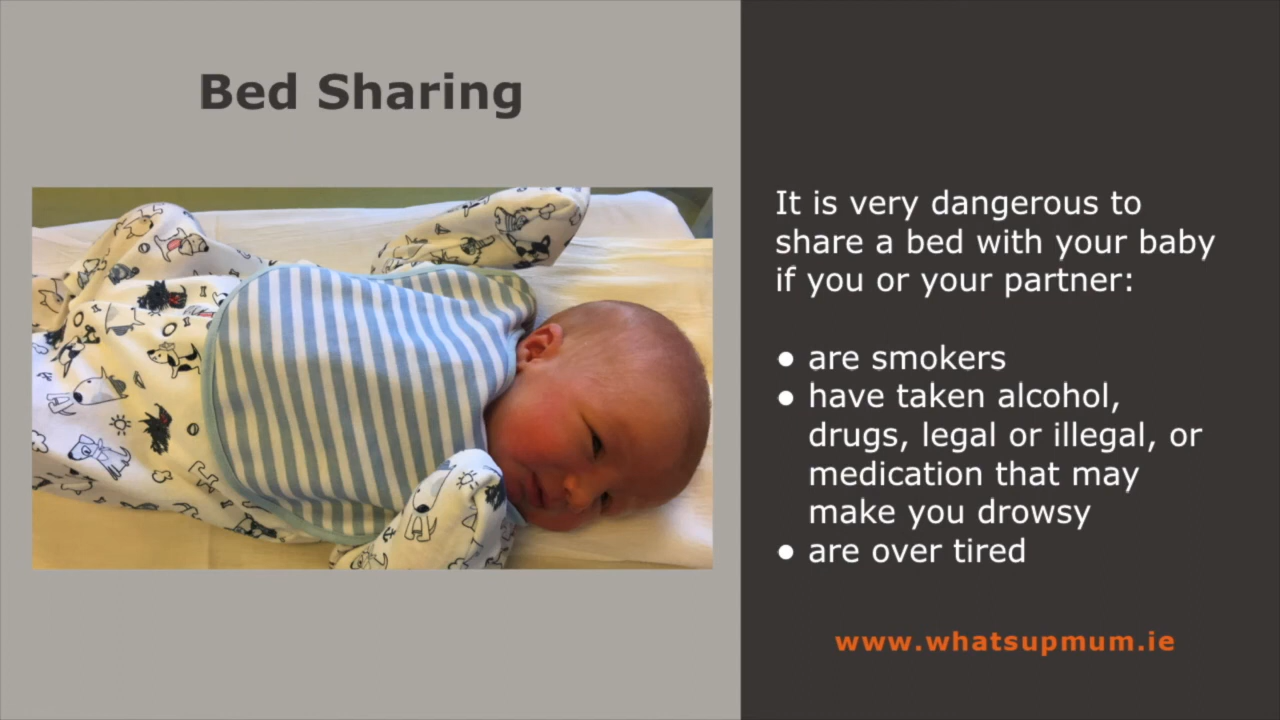 Bed Sharing
It is very dangerous to
share a bed with your baby
if you or your partner:
● are smokers
● have taken alcohol,
drugs, legal or illegal, or
medication that may
make you drowsy
● are over tired
www.whatsupmum.ie